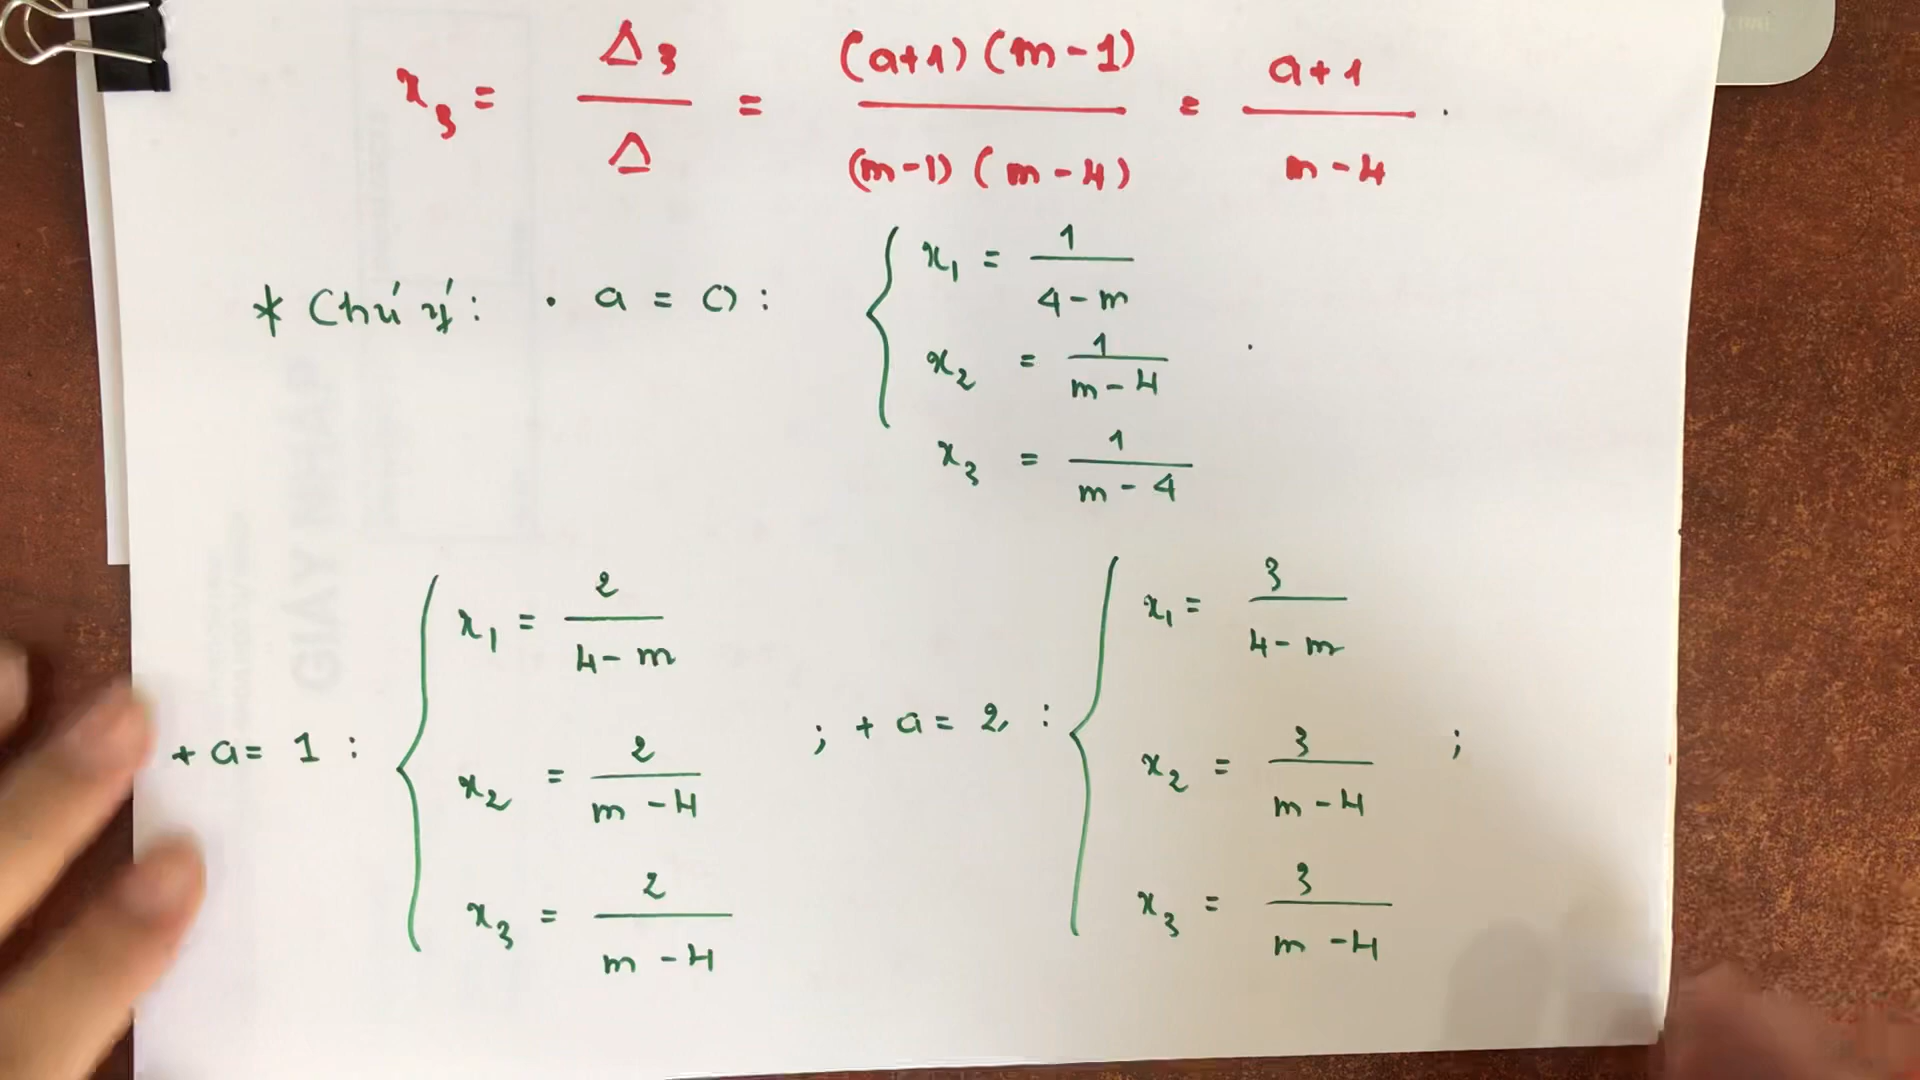 x₃ = Δ₃/Δ = (a+1)(m-1)/(m-1)(m-4) = a+1/m-4 .
* Chú ý: · a = 0 : { x₁ = 1/4-m
x₂ = 1/m-4 .
x₃ = 1/m-4
+ a = 1 : { x₁ = 2/4-m
x₂ = 2/m-4
x₃ = 2/m-4
; + a = 2 : { x₁ = 3/4-m
x₂ = 3/m-4 ;
x₃ = 3/m-4
GIẤY NHÁP